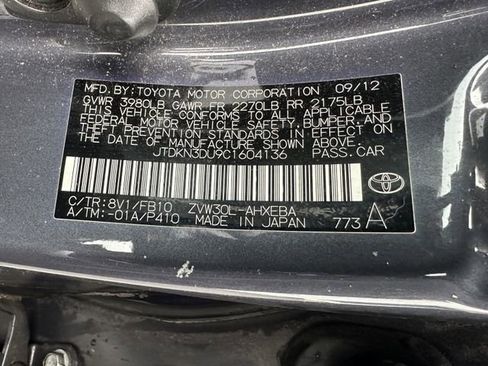 MFD. BY: TOYOTA MOTOR CORPORATION 09/12
GVWR 3980LB GAWR FR 2270LB RR 2175LB
THIS VEHICLE CONFORMS TO ALL APPLICABLE
FEDERAL MOTOR VEHICLE SAFETY, BUMPER, AND
THEFT PREVENTION STANDARDS IN EFFECT ON
THE DATE OF MANUFACTURE SHOWN ABOVE.
JTDKN3DU9C1604136 PASS. CAR
C/TR: 8V1/FB10 ZVW30L-AHXEBA
A/TM: -01A/P410 MADE IN JAPAN 773 A
TOYOTA